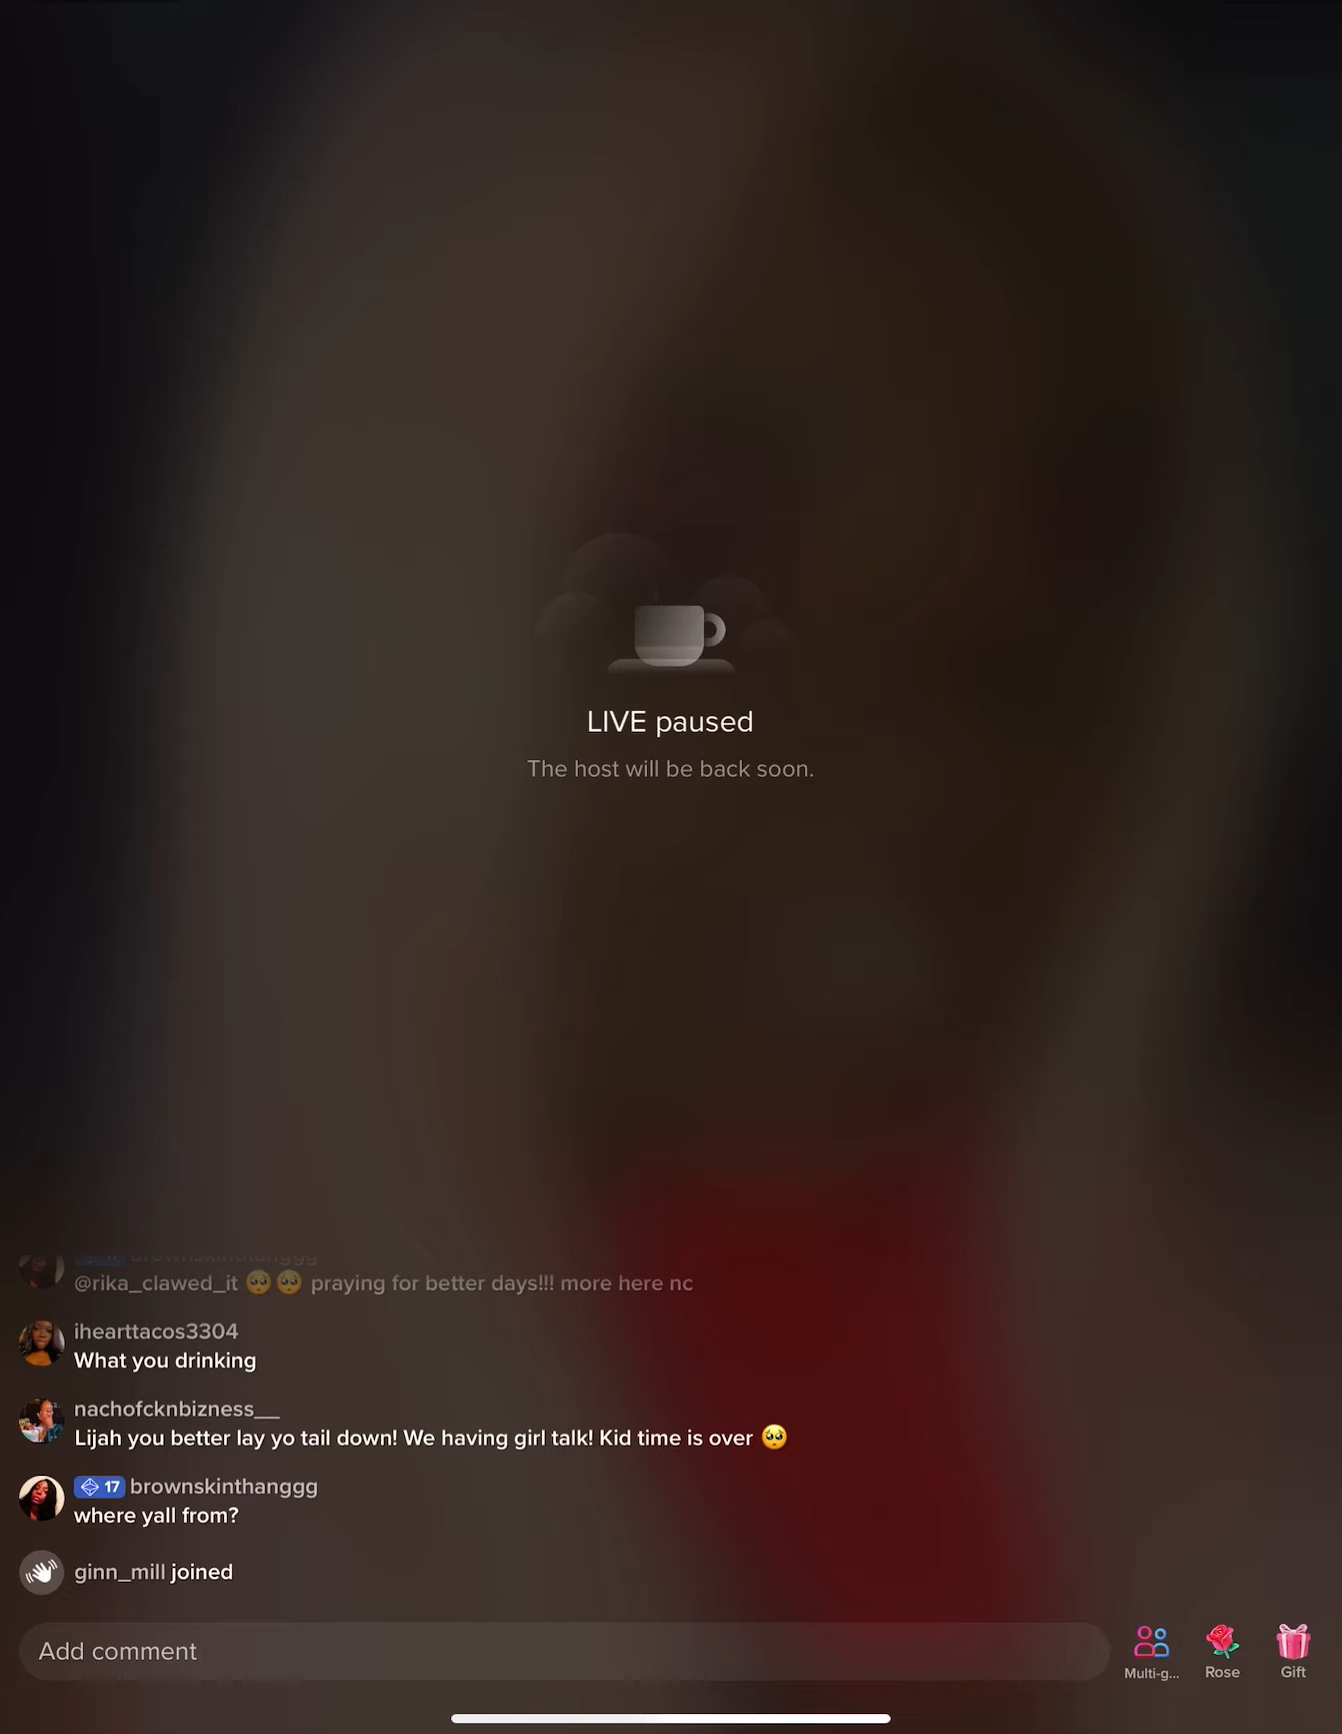 LIVE paused
The host will be back soon.
brownskinthanggg
@rika_clawed_it 🥺🥺 praying for better days!!! more here nc
ihearttacos3304
What you drinking
nachofcknbizness__
Lijah you better lay yo tail down! We having girl talk! Kid time is over 🥺
17 brownskinthanggg
where yall from?
ginn_mill joined
Add comment
Multi-g...
Rose
Gift